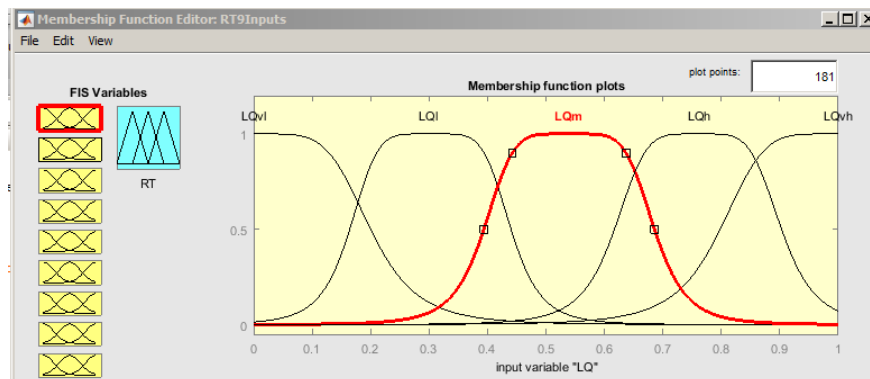 Membership Function Editor: RT9Inputs
File Edit View
FIS Variables
RT
plot points: 181
Membership function plots
LQvl LQl LQm LQh LQvh
1
0.5
0
0 0.1 0.2 0.3 0.4 0.5 0.6 0.7 0.8 0.9 1
input variable "LQ"